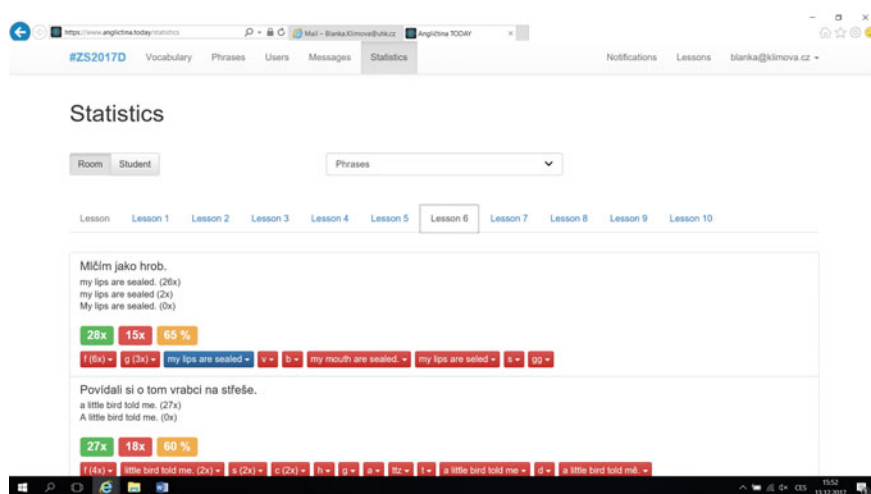 https://www.anglictina.today/statistics
Mail – Blanka.Klimova@uhk.cz
Angličtina TODAY
#ZS2017D Vocabulary Phrases Users Messages Statistics Notifications Lessons blanka@klimova.cz
Statistics
Room Student Phrases
Lesson Lesson 1 Lesson 2 Lesson 3 Lesson 4 Lesson 5 Lesson 6 Lesson 7 Lesson 8 Lesson 9 Lesson 10
Mlčím jako hrob.
my lips are sealed. (26x)
my lips are sealed (2x)
My lips are sealed. (0x)
28x 15x 65 %
f (6x) g (3x) my lips are sealed v b my mouth are sealed. my lips are seled s gg
Povídali si o tom vrabci na střeše.
a little bird told me. (27x)
A little bird told me. (0x)
27x 18x 60 %
f (4x) little bird told me. (2x) s (2x) c (2x) h g a ttz t a little bird told me d a little bird told mě.
CES 15:52
13.12.2017